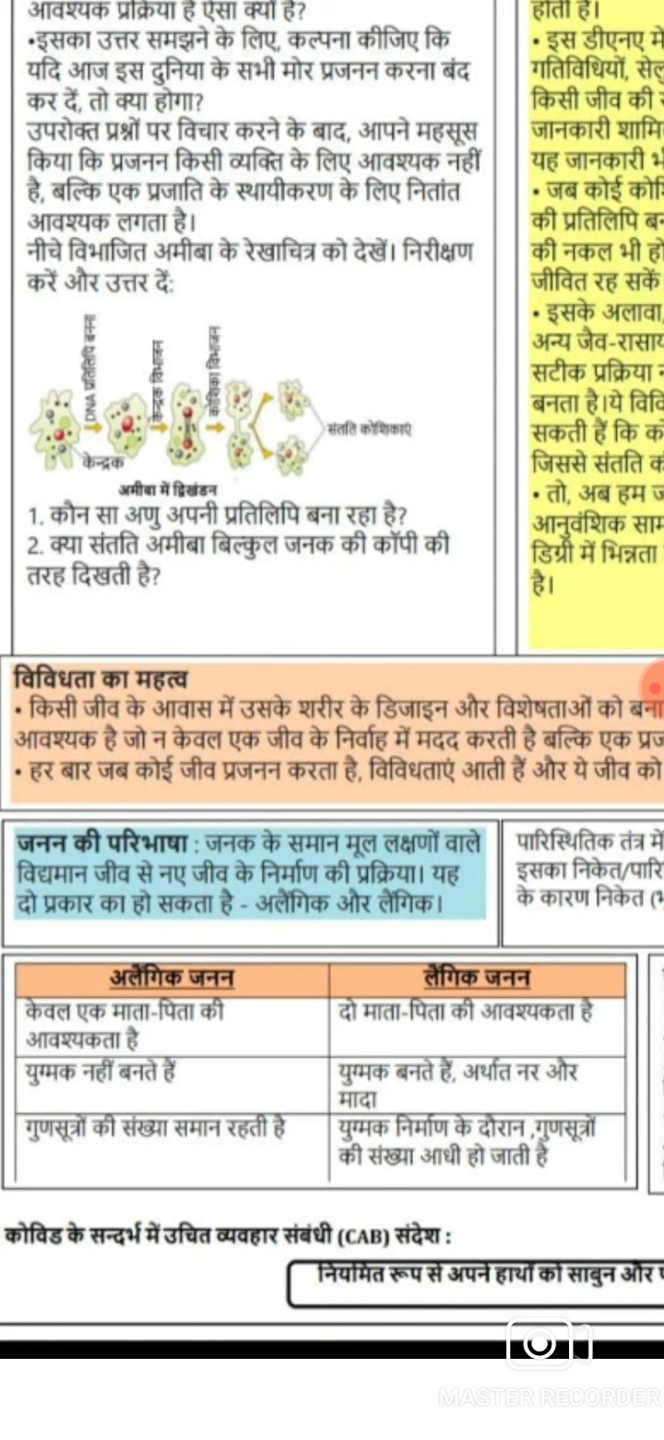 आवश्यक प्रक्रिया है ऐसा क्यों है?
•इसका उत्तर समझने के लिए, कल्पना कीजिए कि
यदि आज इस दुनिया के सभी मोर प्रजनन करना बंद
कर दें, तो क्या होगा?
उपरोक्त प्रश्नों पर विचार करने के बाद, आपने महसूस
किया कि प्रजनन किसी व्यक्ति के लिए आवश्यक नहीं
है, बल्कि एक प्रजाति के स्थायीकरण के लिए नितांत
आवश्यक लगता है।
नीचे विभाजित अमीबा के रेखाचित्र को देखें। निरीक्षण
करें और उत्तर दें:
DNA प्रतिलिपि बनना
केन्द्रक विभाजन
कोशिका विभाजन
संतति कोशिकाएं
केन्द्रक
अमीबा में द्विखंडन
1. कौन सा अणु अपनी प्रतिलिपि बना रहा है?
2. क्या संतति अमीबा बिल्कुल जनक की कॉपी की
तरह दिखती है?
होती है।
• इस डीएनए में
गतिविधियों,
किसी जीव की
जानकारी
यह जानकारी
• जब कोई
की प्रतिलिपि
की नकल भी
जीवित रह सकें
• इसके अलावा,
अन्य
सटीक प्रक्रिया
बनता है।ये
सकती हैं कि
जिससे संतति
• तो, अब हम
आनुवंशिक
डिग्री में भिन्नता
है।
विविधता का महत्व
• किसी जीव के आवास में उसके शरीर के डिजाइन और विशेषताओं को
आवश्यक है जो न केवल एक जीव के निर्वाह में मदद करती है बल्कि एक
• हर बार जब कोई जीव प्रजनन करता है, विविधताएं आती हैं और ये जीव को
जनन की परिभाषा : जनक के समान मूल लक्षणों वाले
विद्यमान जीव से नए जीव के निर्माण की प्रक्रिया। यह
दो प्रकार का हो सकता है - अलैंगिक और लैंगिक।
पारिस्थितिक तंत्र में
इसका
के कारण निकेत
अलैंगिक जनन लैंगिक जनन
केवल एक माता-पिता की
आवश्यकता है
दो माता-पिता की आवश्यकता है
युग्मक नहीं बनते हैं
युग्मक बनते हैं, अर्थात नर और
मादा
गुणसूत्रों की संख्या समान रहती है
युग्मक निर्माण के दौरान ,गुणसूत्रों
की संख्या आधी हो जाती है
कोविड के सन्दर्भ में उचित व्यवहार संबंधी (CAB) संदेश :
नियमित रूप से अपने हाथों को साबुन और
MASTER RECORDER